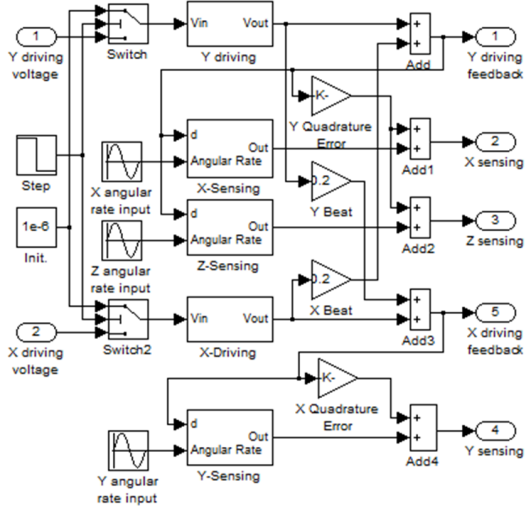 1
Y driving
voltage
Switch
Vin
Vout
Y driving
+
+
Add
1
Y driving
feedback
K-
Y Quadrature
Error
Step
d
Angular Rate
Out
X-Sensing
X angular
rate input
+
+
Add1
2
X sensing
0.2
Y Beat
1e-6
Init.
d
Angular Rate
Out
Z-Sensing
Z angular
rate input
+
+
Add2
3
Z sensing
0.2
X Beat
2
X driving
voltage
Switch2
Vin
Vout
X-Driving
+
+
Add3
5
X driving
feedback
K-
X Quadrature
Error
d
Angular Rate
Out
Y-Sensing
Y angular
rate input
+
+
Add4
4
Y sensing